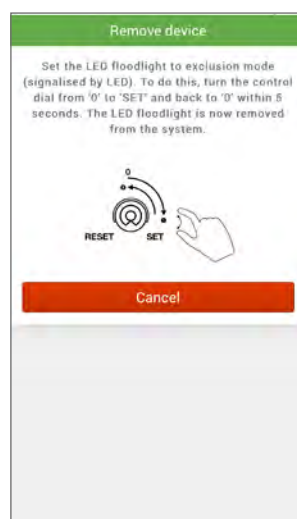 Remove device
Set the LED floodlight to exclusion mode
(signalised by LED). To do this, turn the control
dial from '0' to 'SET' and back to '0' within 5
seconds. The LED floodlight is now removed
from the system.
0
RESET SET
Cancel